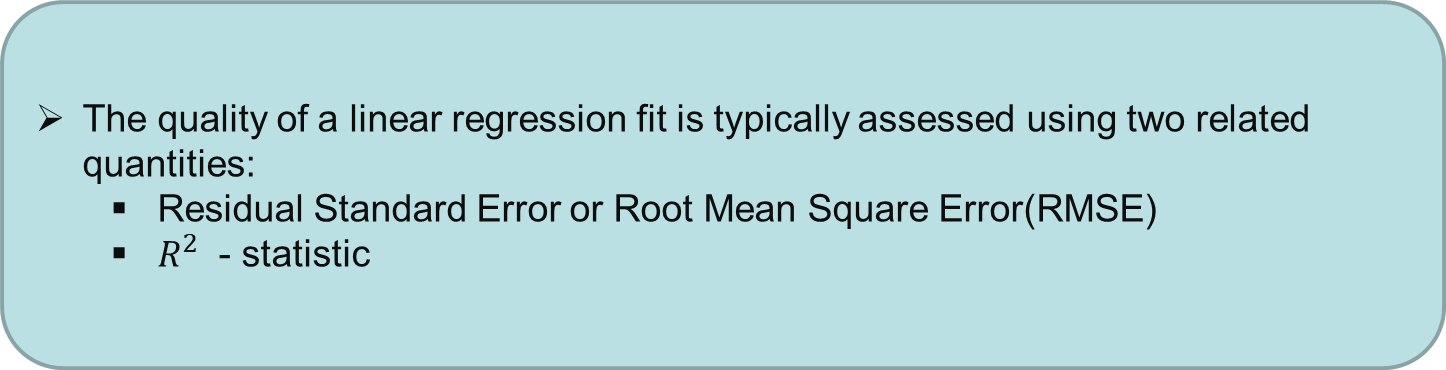 ➢ The quality of a linear regression fit is typically assessed using two related
quantities:
▪ Residual Standard Error or Root Mean Square Error(RMSE)
▪ 𝑅² - statistic